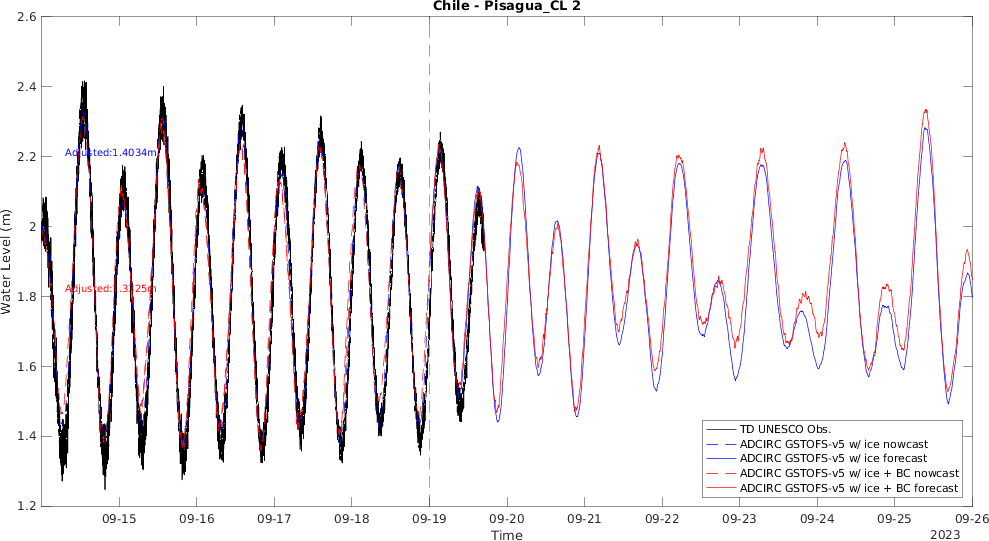 Chile - Pisagua_CL 2
2.6
2.4
2.2
2
1.8
1.6
1.4
1.2
Water Level (m)
Adjusted:1.4034m
Adjusted:1.3225m
TD UNESCO Obs.
ADCIRC GSTOFS-v5 w/ ice nowcast
ADCIRC GSTOFS-v5 w/ ice forecast
ADCIRC GSTOFS-v5 w/ ice + BC nowcast
ADCIRC GSTOFS-v5 w/ ice + BC forecast
09-15 09-16 09-17 09-18 09-19 09-20 09-21 09-22 09-23 09-24 09-25 09-26
Time
2023